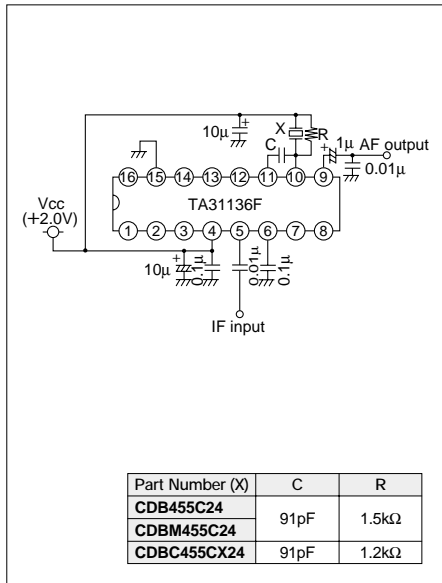 X
R
10μ
+
C
+
1μ
AF output
0.01μ
16 15 14 13 12 11 10 9
TA31136F
Vcc
(+2.0V)
1 2 3 4 5 6 7 8
10μ
+
0.1μ
0.01μ
0.1μ
IF input
Part Number (X) C R
CDB455C24 91pF 1.5kΩ
CDBM455C24
CDBC455CX24 91pF 1.2kΩ